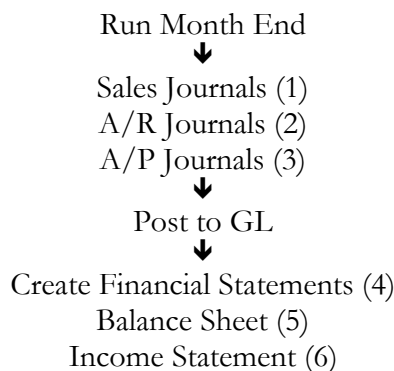 Run Month End
Sales Journals (1)
A/R Journals (2)
A/P Journals (3)
Post to GL
Create Financial Statements (4)
Balance Sheet (5)
Income Statement (6)